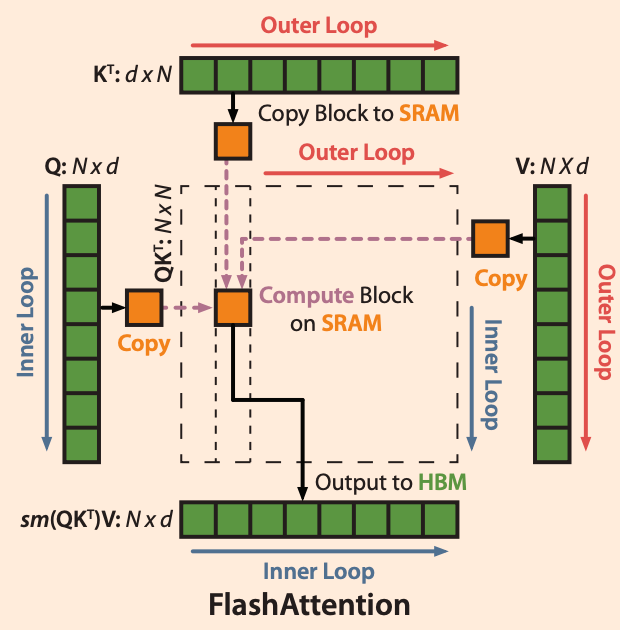 Outer Loop
Kᵀ: d x N
Copy Block to SRAM
Q: N x d
Outer Loop
V: N X d
QKᵀ: N x N
Copy
Inner Loop
Compute Block
on SRAM
Copy
Inner Loop
Outer Loop
Output to HBM
sm(QKᵀ)V: N x d
Inner Loop
FlashAttention